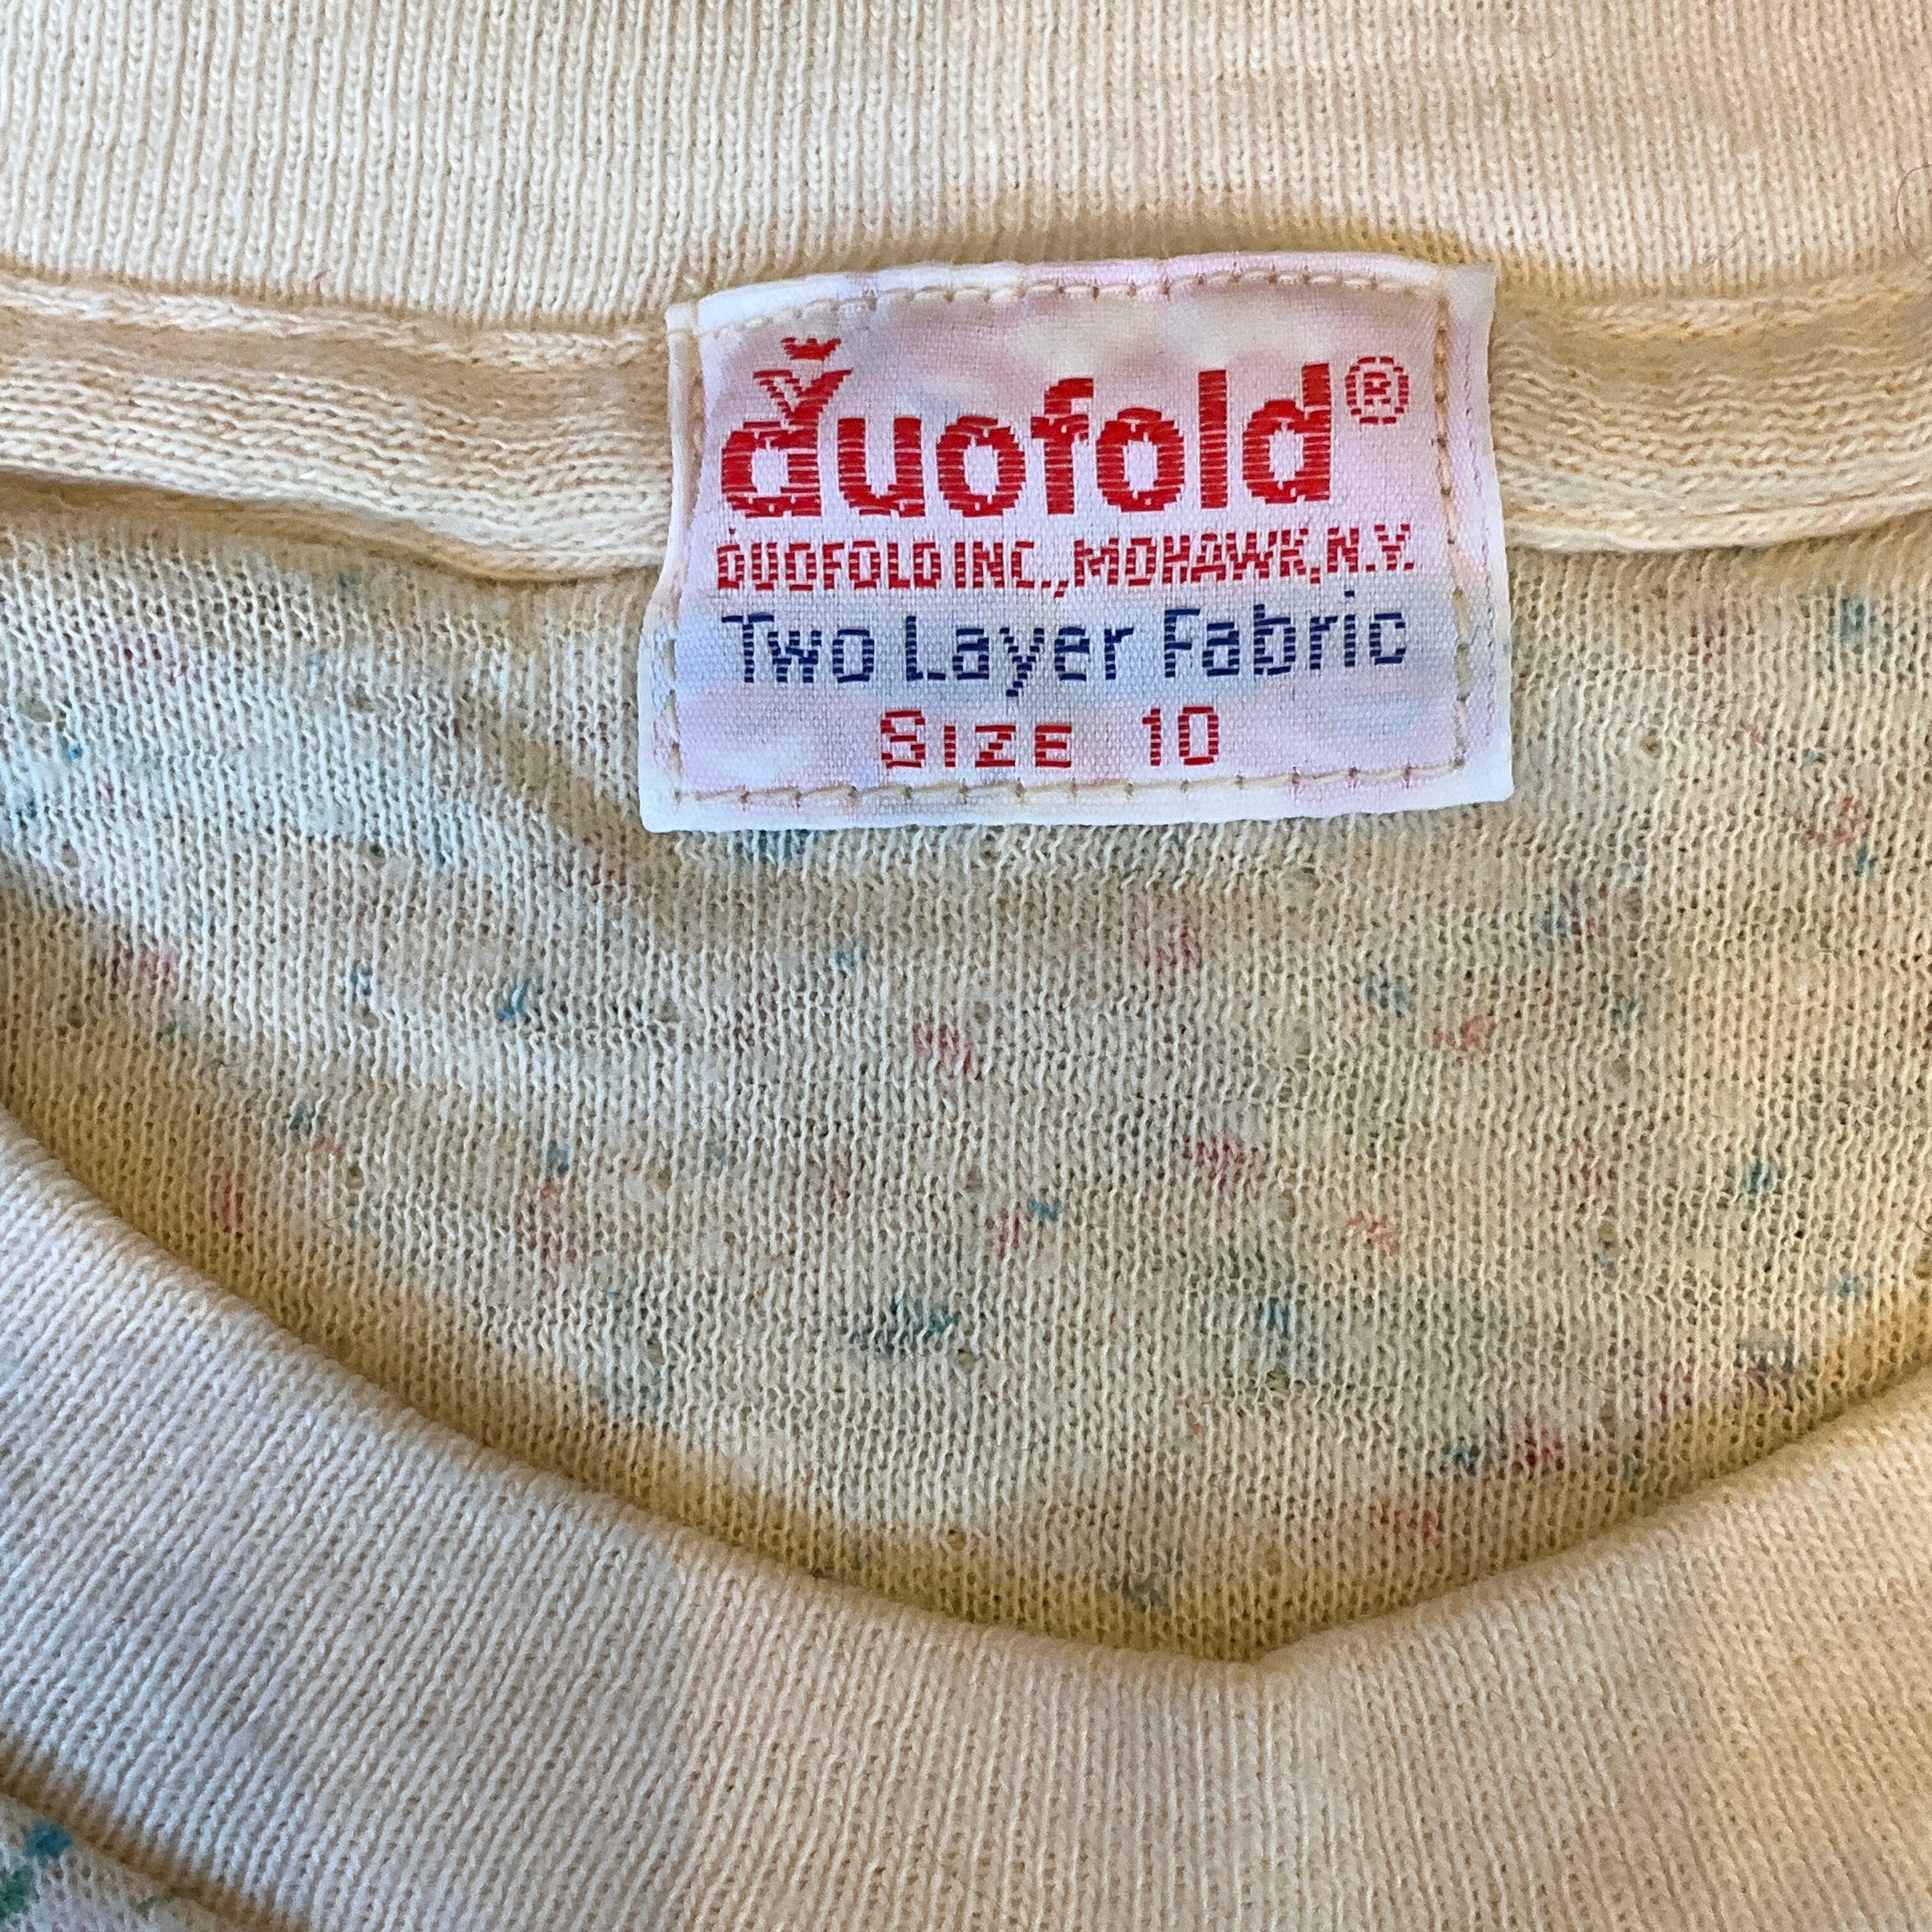 duofold®
DUOFOLD INC., MOHAWK, N.Y.
Two Layer Fabric
SIZE 10